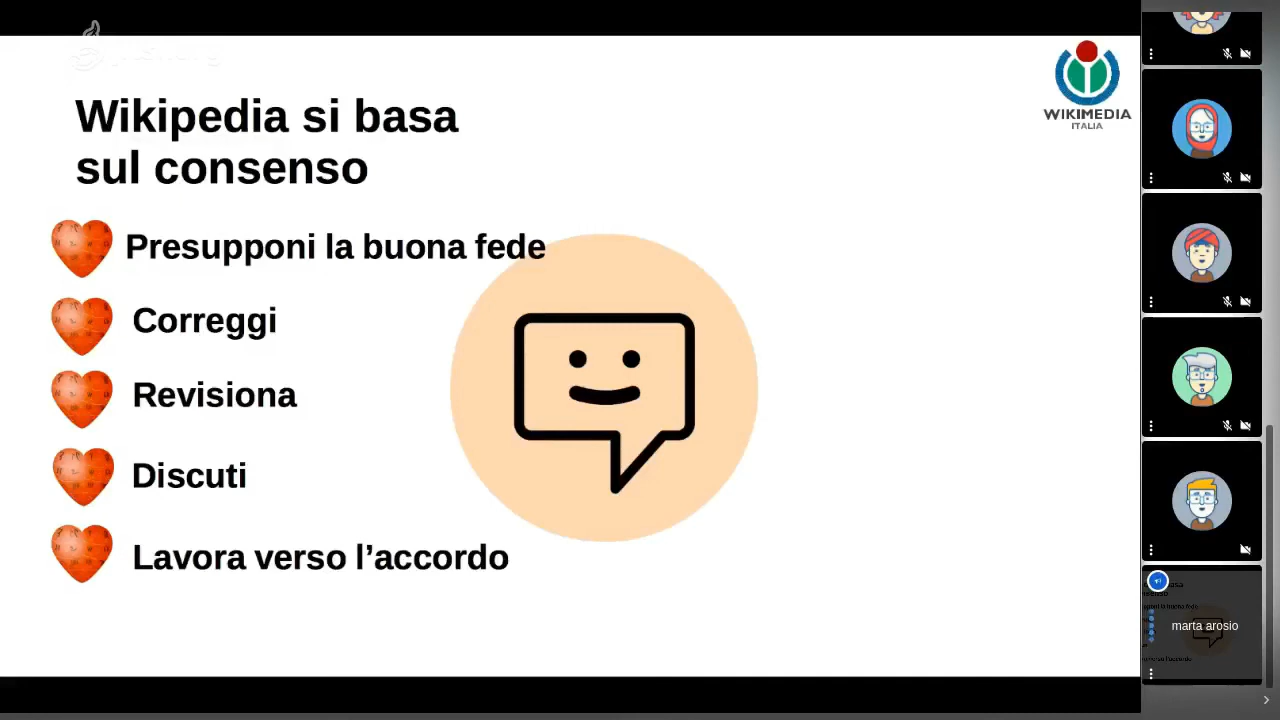 Wikipedia si basa
sul consenso
WIKIMEDIA
ITALIA
Presupponi la buona fede
Correggi
Revisiona
Discuti
Lavora verso l’accordo
marta arosio